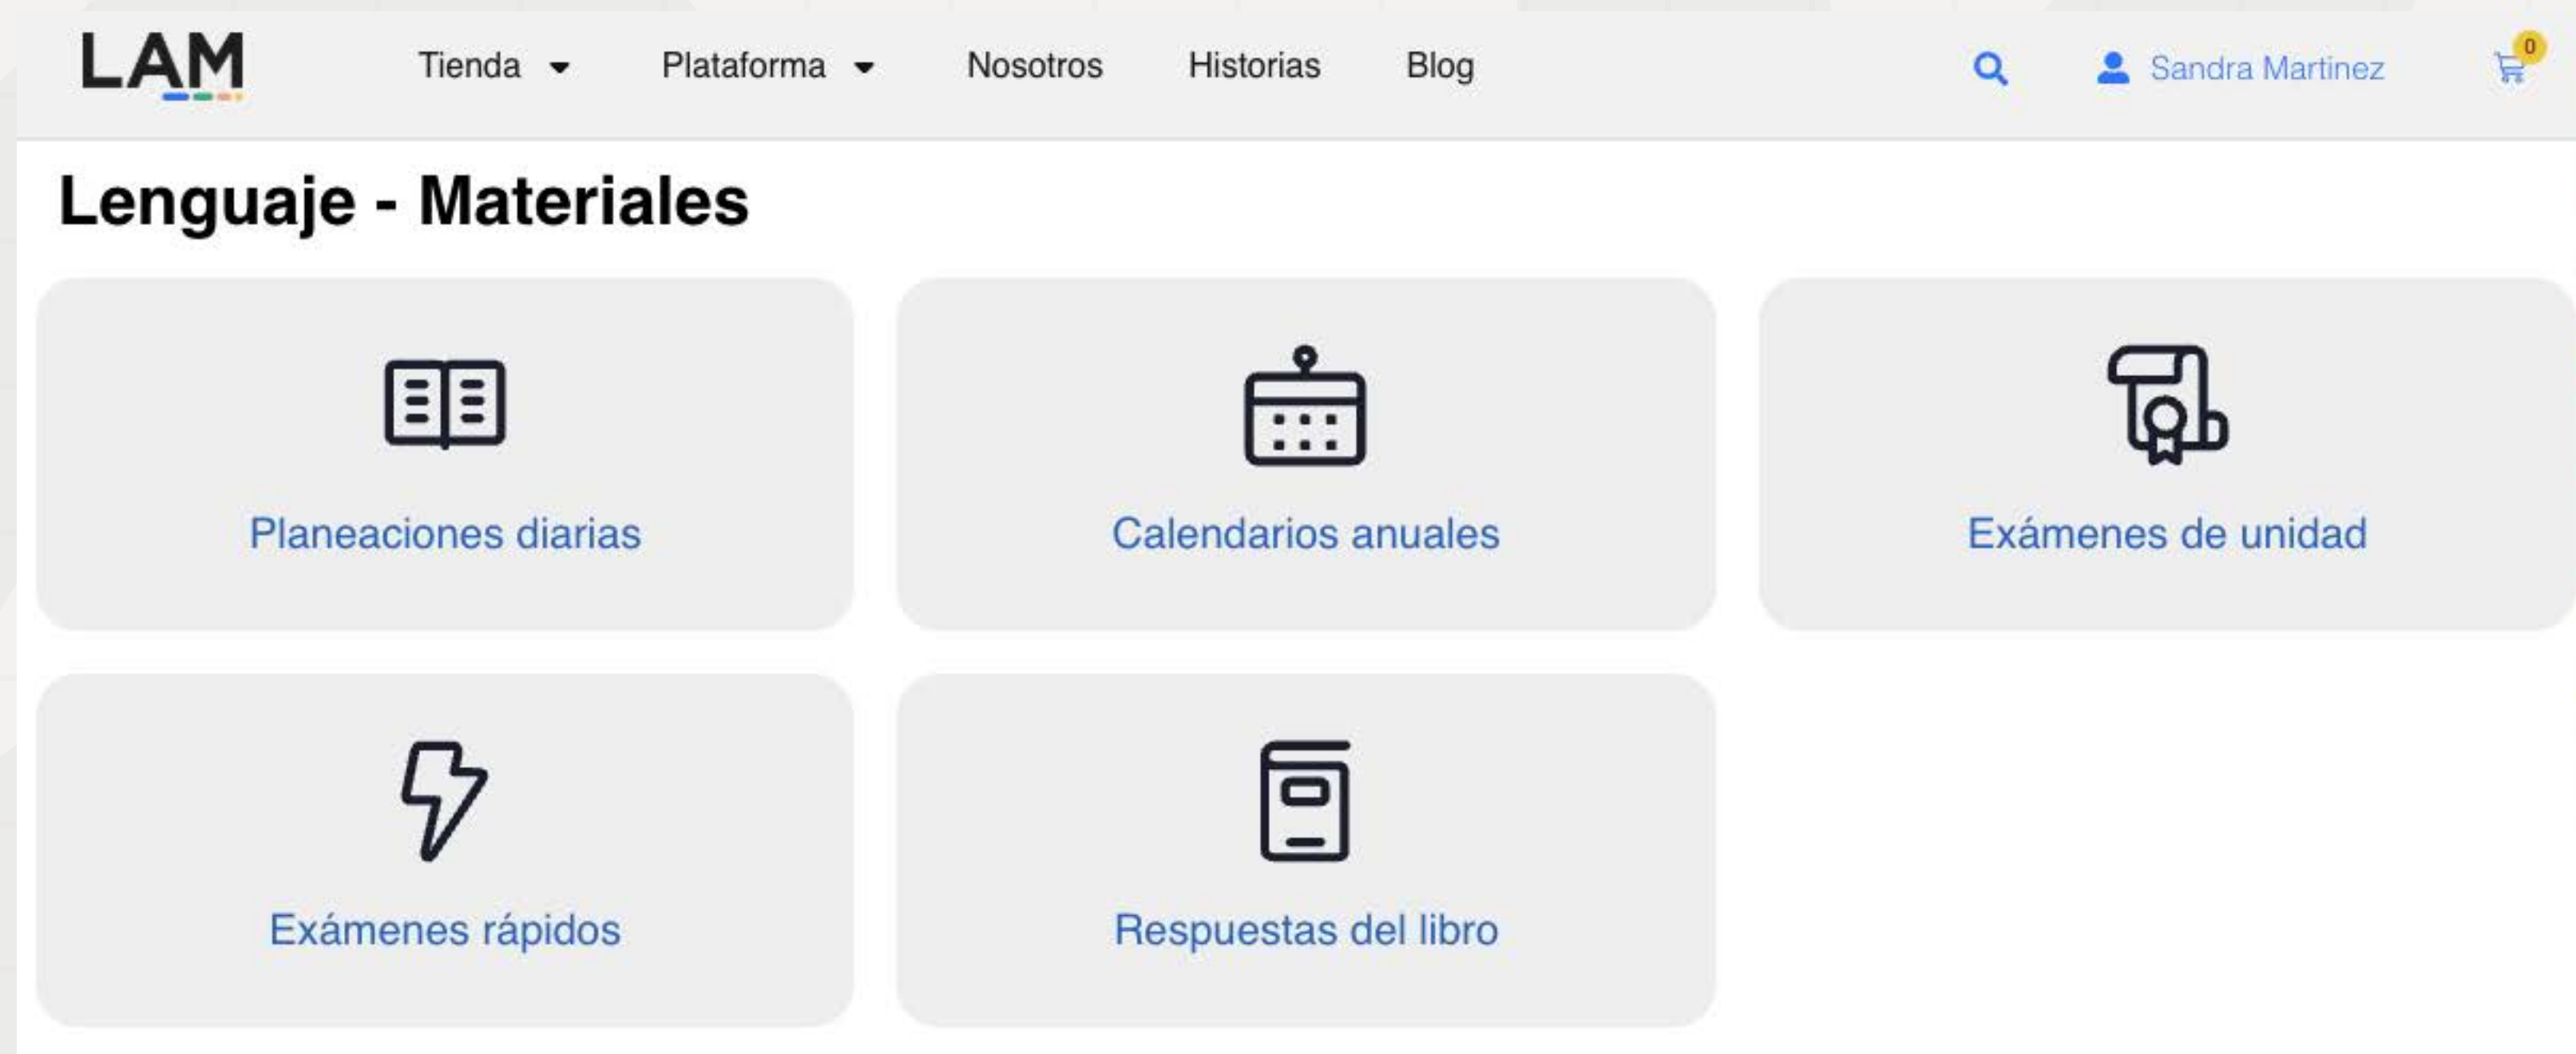 LAM
Tienda
Plataforma
Nosotros
Historias
Blog
Sandra Martinez
0
Lenguaje - Materiales
Planeaciones diarias
Calendarios anuales
Exámenes de unidad
Exámenes rápidos
Respuestas del libro